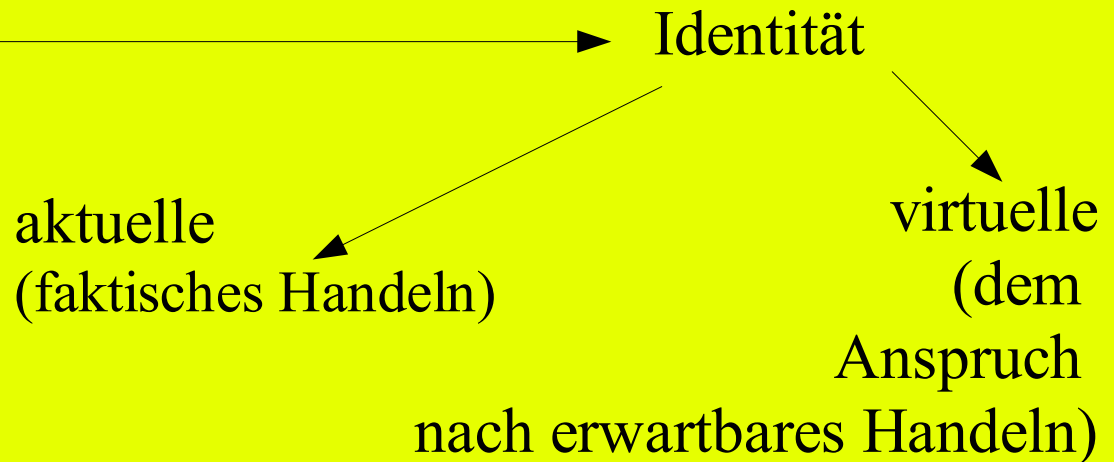 Identität
aktuelle
(faktisches Handeln)
virtuelle
(dem
Anspruch
nach erwartbares Handeln)